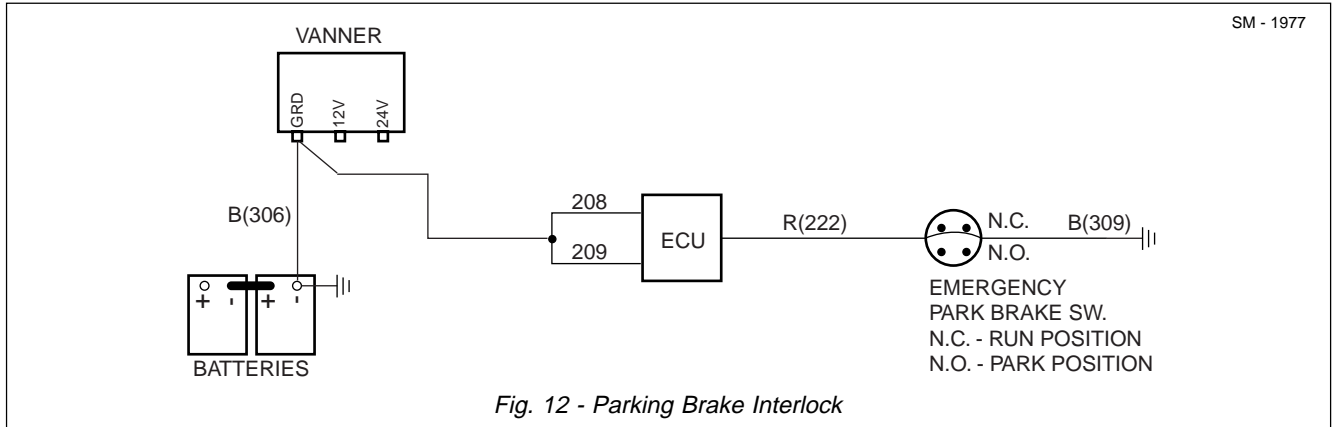 SM - 1977
VANNER
GRD
12V
24V
B(306)
208
209
ECU
R(222)
N.C.
N.O.
B(309)
+ - + -
BATTERIES
EMERGENCY
PARK BRAKE SW.
N.C. - RUN POSITION
N.O. - PARK POSITION
Fig. 12 - Parking Brake Interlock